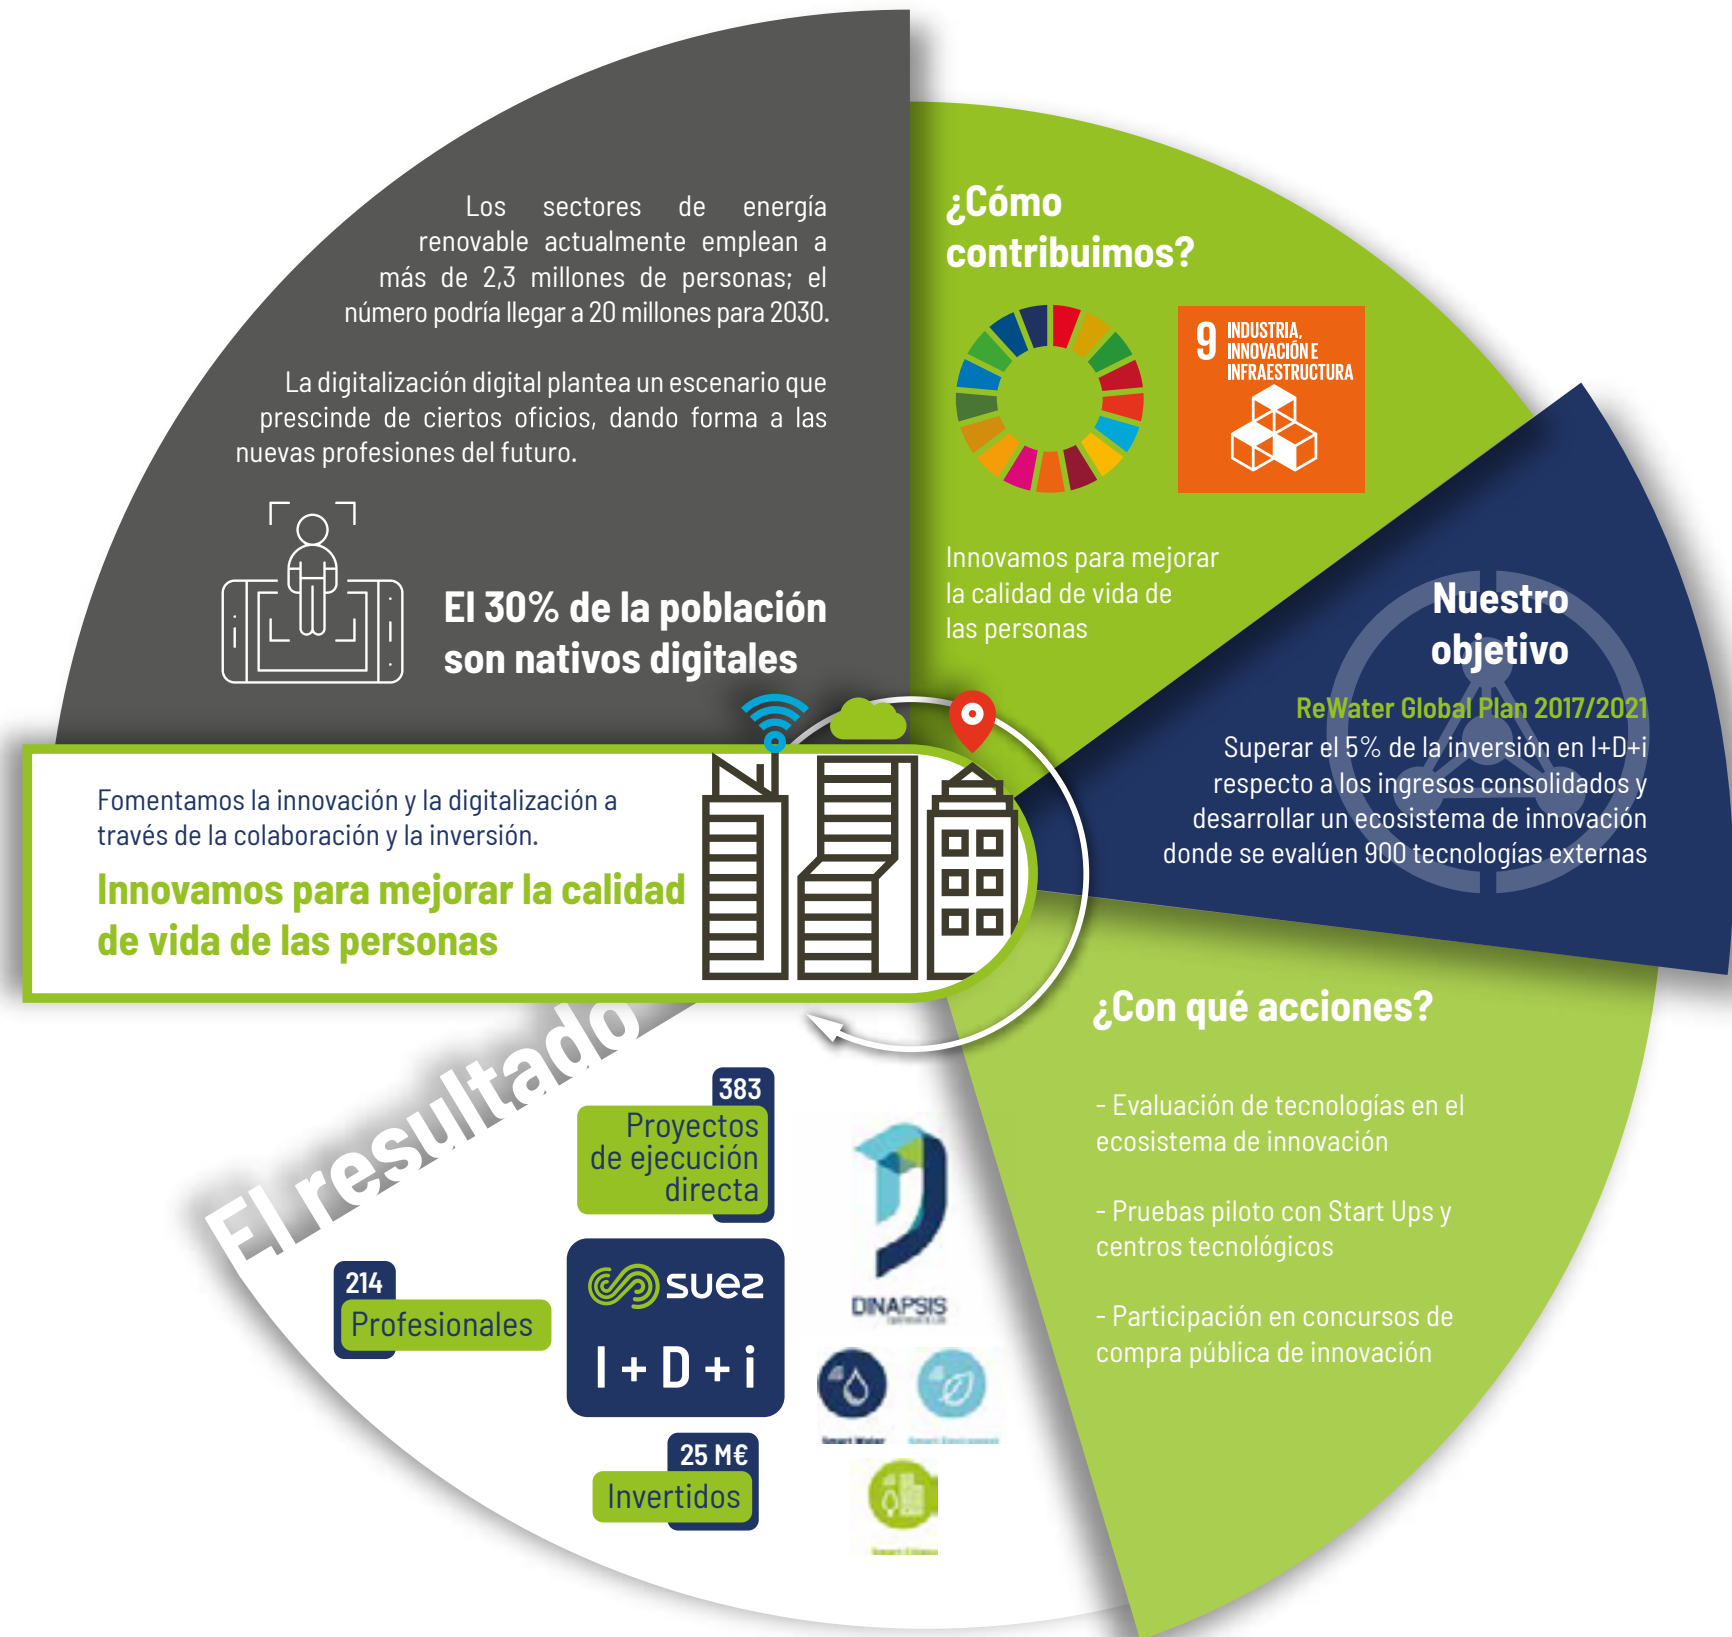 Los sectores de energía
renovable actualmente emplean a
más de 2,3 millones de personas; el
número podría llegar a 20 millones para 2030.
La digitalización digital plantea un escenario que
prescinde de ciertos oficios, dando forma a las
nuevas profesiones del futuro.
El 30% de la población
son nativos digitales
¿Cómo
contribuimos?
9 INDUSTRIA,
INNOVACIÓN E
INFRAESTRUCTURA
Innovamos para mejorar
la calidad de vida de
las personas
Nuestro
objetivo
ReWater Global Plan 2017/2021
Superar el 5% de la inversión en I+D+i
respecto a los ingresos consolidados y
desarrollar un ecosistema de innovación
donde se evalúen 900 tecnologías externas
Fomentamos la innovación y la digitalización a
través de la colaboración y la inversión.
Innovamos para mejorar la calidad
de vida de las personas
¿Con qué acciones?
- Evaluación de tecnologías en el
ecosistema de innovación
- Pruebas piloto con Start Ups y
centros tecnológicos
- Participación en concursos de
compra pública de innovación
El resultado
383
Proyectos
de ejecución
directa
214
Profesionales
suez
I + D + i
25 M€
Invertidos
DINAPSIS
Smart Water
Smart Environment